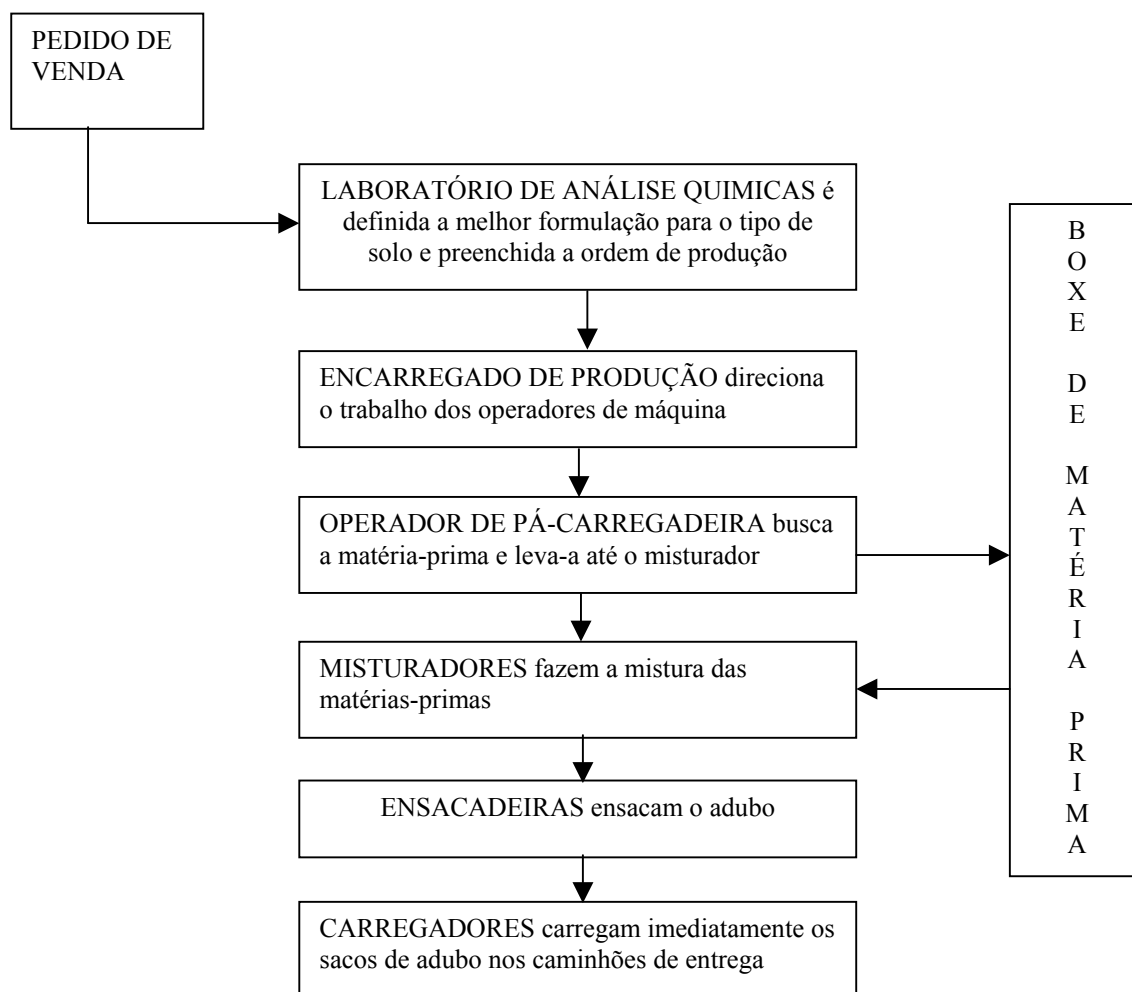 PEDIDO DE
VENDA
LABORATÓRIO DE ANÁLISE QUIMICAS é
definida a melhor formulação para o tipo de
solo e preenchida a ordem de produção
ENCARREGADO DE PRODUÇÃO direciona
o trabalho dos operadores de máquina
OPERADOR DE PÁ-CARREGADEIRA busca
a matéria-prima e leva-a até o misturador
MISTURADORES fazem a mistura das
matérias-primas
ENSACADEIRAS ensacam o adubo
CARREGADORES carregam imediatamente os
sacos de adubo nos caminhões de entrega
B
O
X
E
D
E
M
A
T
É
R
I
A
P
R
I
M
A